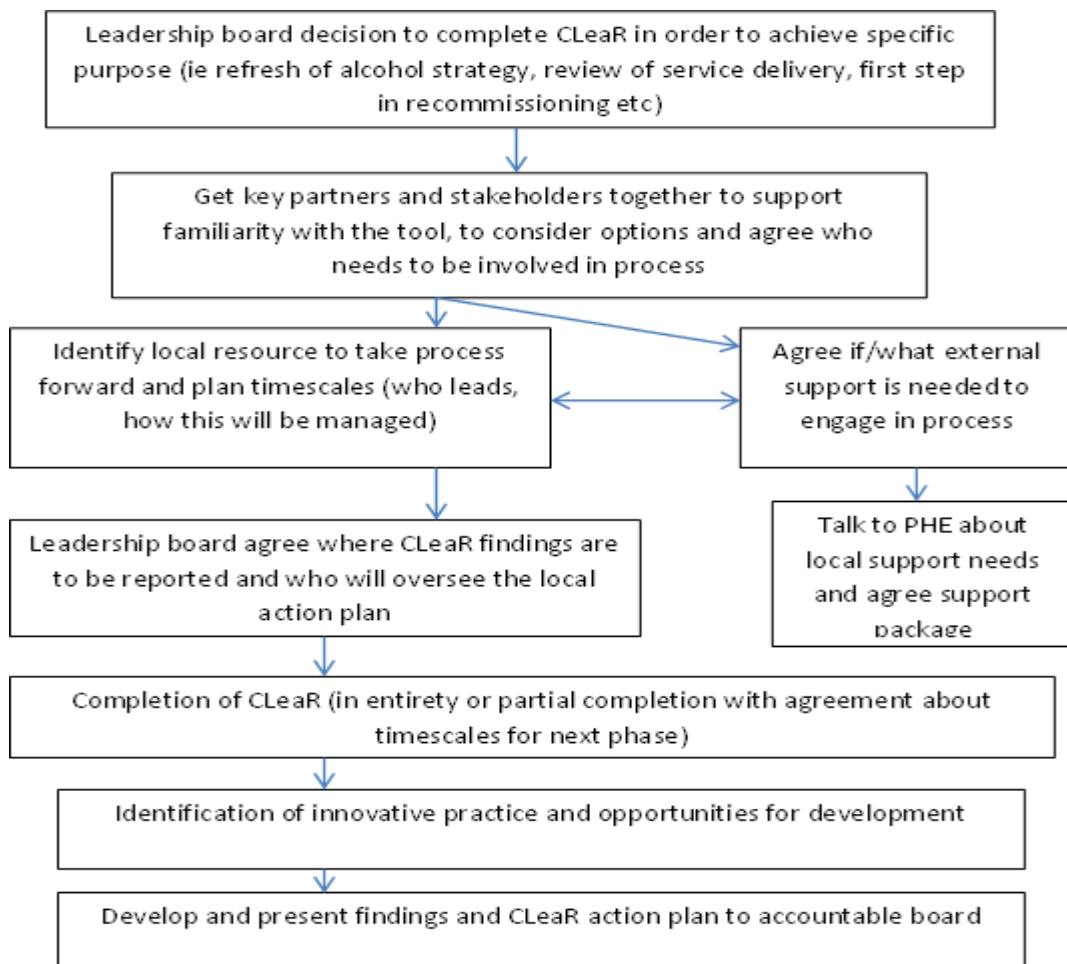 Leadership board decision to complete CLeaR in order to achieve specific
purpose (ie refresh of alcohol strategy, review of service delivery, first step
in recommissioning etc)
Get key partners and stakeholders together to support
familiarity with the tool, to consider options and agree who
needs to be involved in process
Identify local resource to take process
forward and plan timescales (who leads,
how this will be managed)
Agree if/what external
support is needed to
engage in process
Leadership board agree where CLeaR findings are
to be reported and who will oversee the local
action plan
Talk to PHE about
local support needs
and agree support
package
Completion of CLeaR (in entirety or partial completion with agreement about
timescales for next phase)
Identification of innovative practice and opportunities for development
Develop and present findings and CLeaR action plan to accountable board